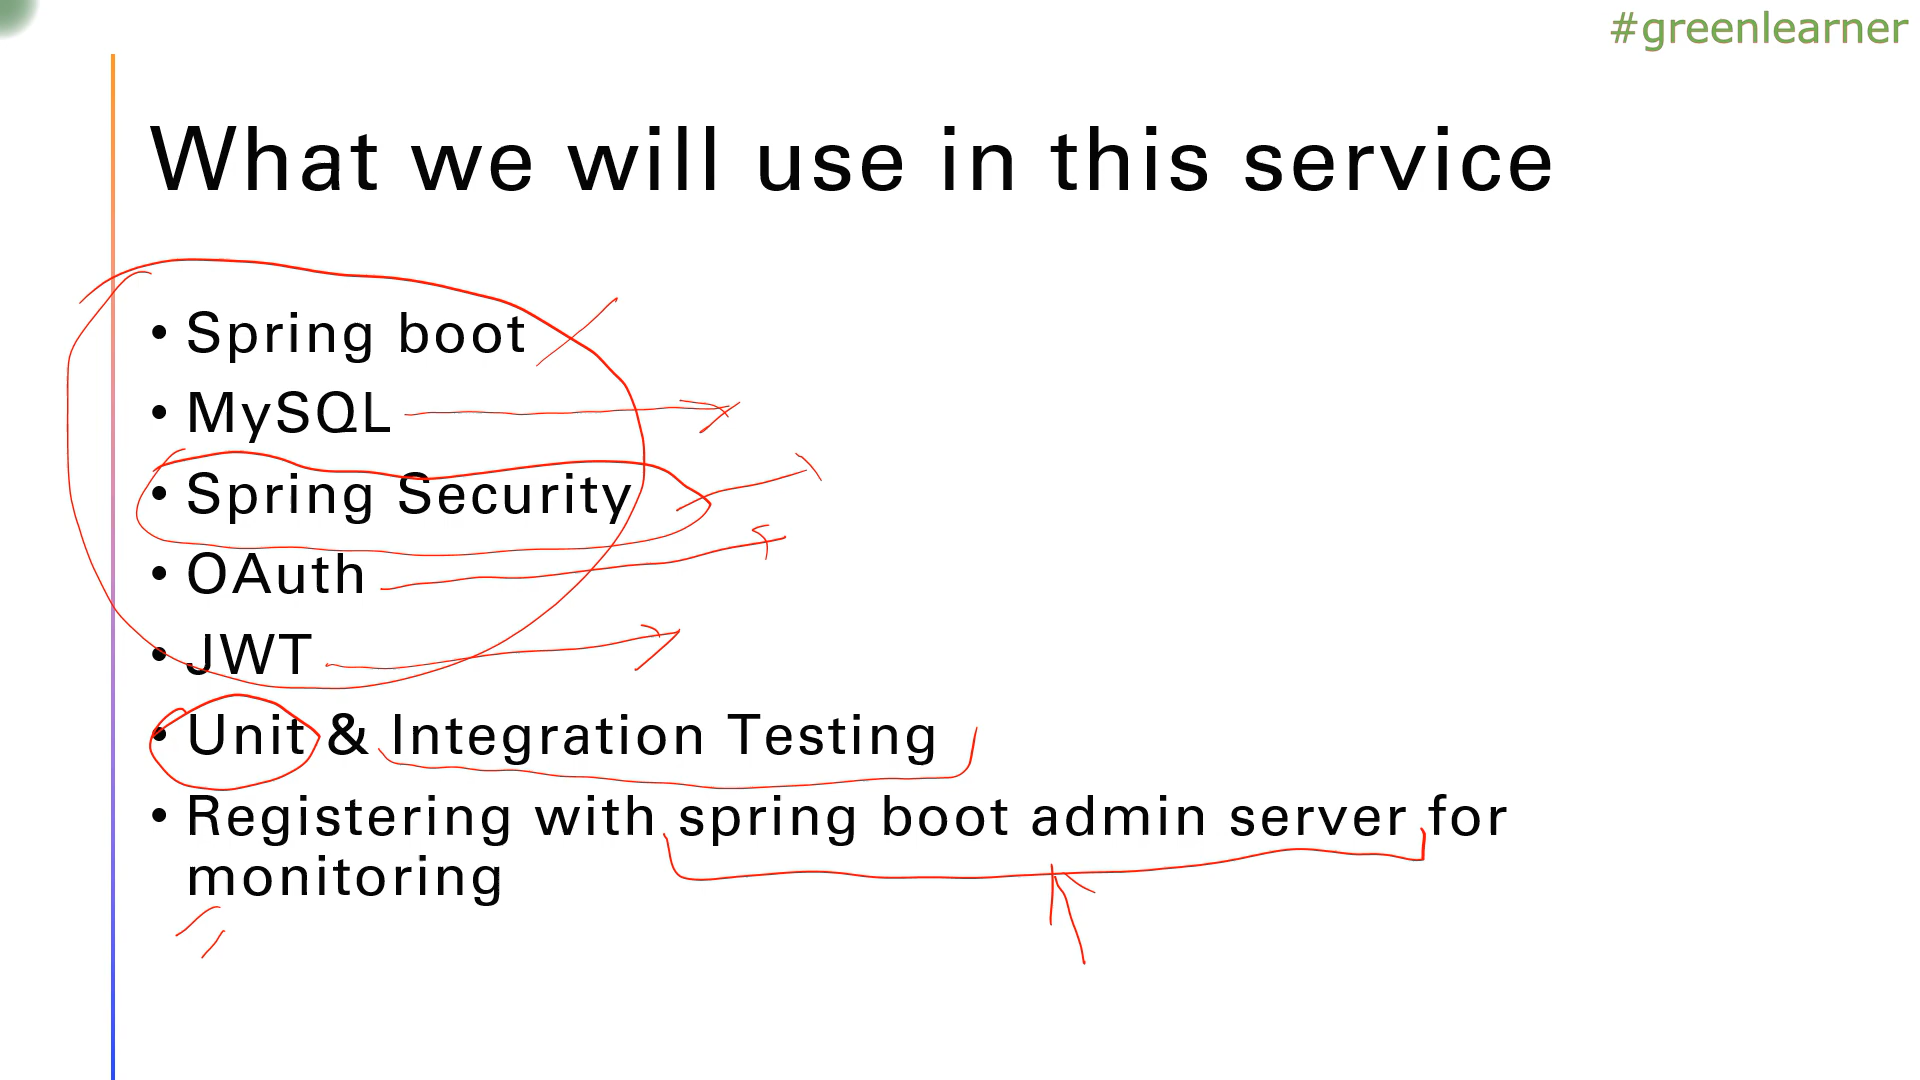 #greenlearner
What we will use in this service
• Spring boot
• MySQL
• Spring Security
• OAuth
• JWT
• Unit & Integration Testing
• Registering with spring boot admin server for
monitoring